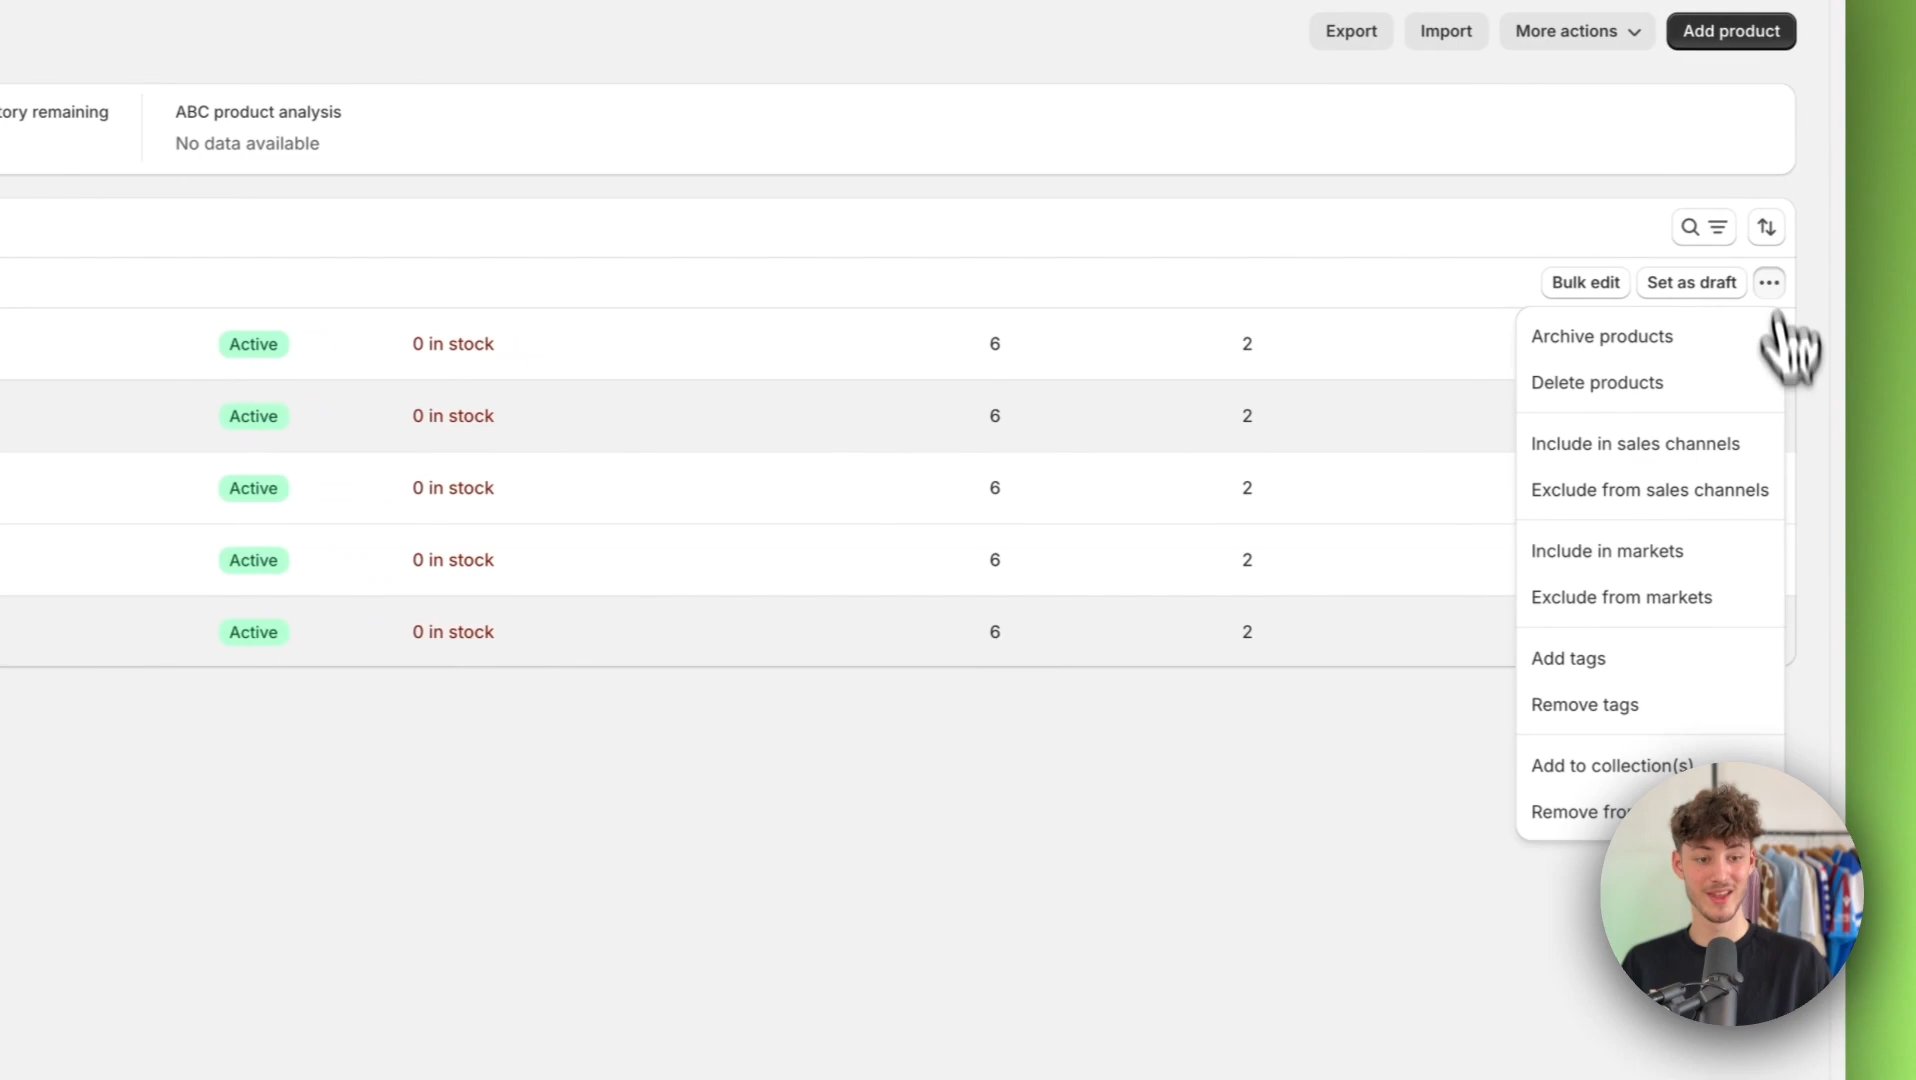 Export Import More actions Add product
tory remaining
ABC product analysis
No data available
Bulk edit Set as draft
Active 0 in stock 6 2
Active 0 in stock 6 2
Active 0 in stock 6 2
Active 0 in stock 6 2
Active 0 in stock 6 2
Archive products
Delete products
Include in sales channels
Exclude from sales channels
Include in markets
Exclude from markets
Add tags
Remove tags
Add to collection(s)
Remove fro